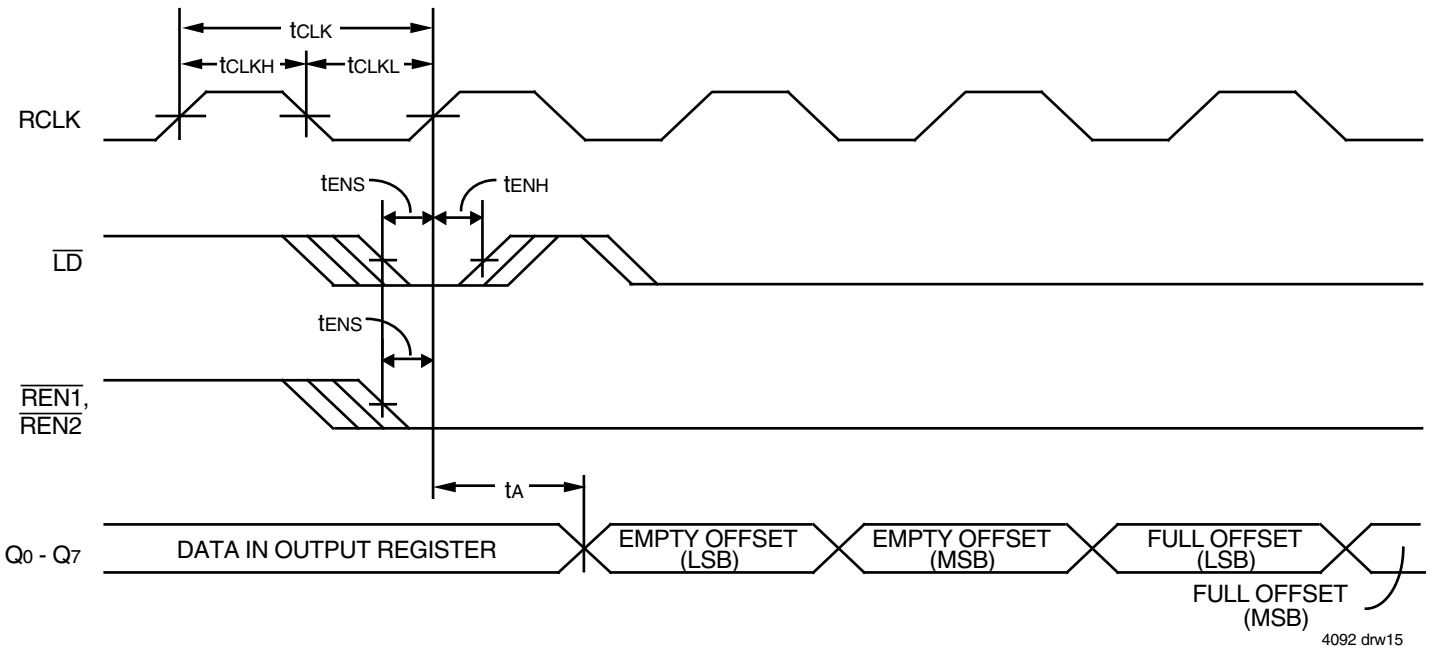 tCLK
tCLKH
tCLKL
RCLK
tENS
tENH
LD
tENS
REN1,
REN2
tA
Q0 - Q7
DATA IN OUTPUT REGISTER
EMPTY OFFSET
(LSB)
EMPTY OFFSET
(MSB)
FULL OFFSET
(LSB)
FULL OFFSET
(MSB)
4092 drw15